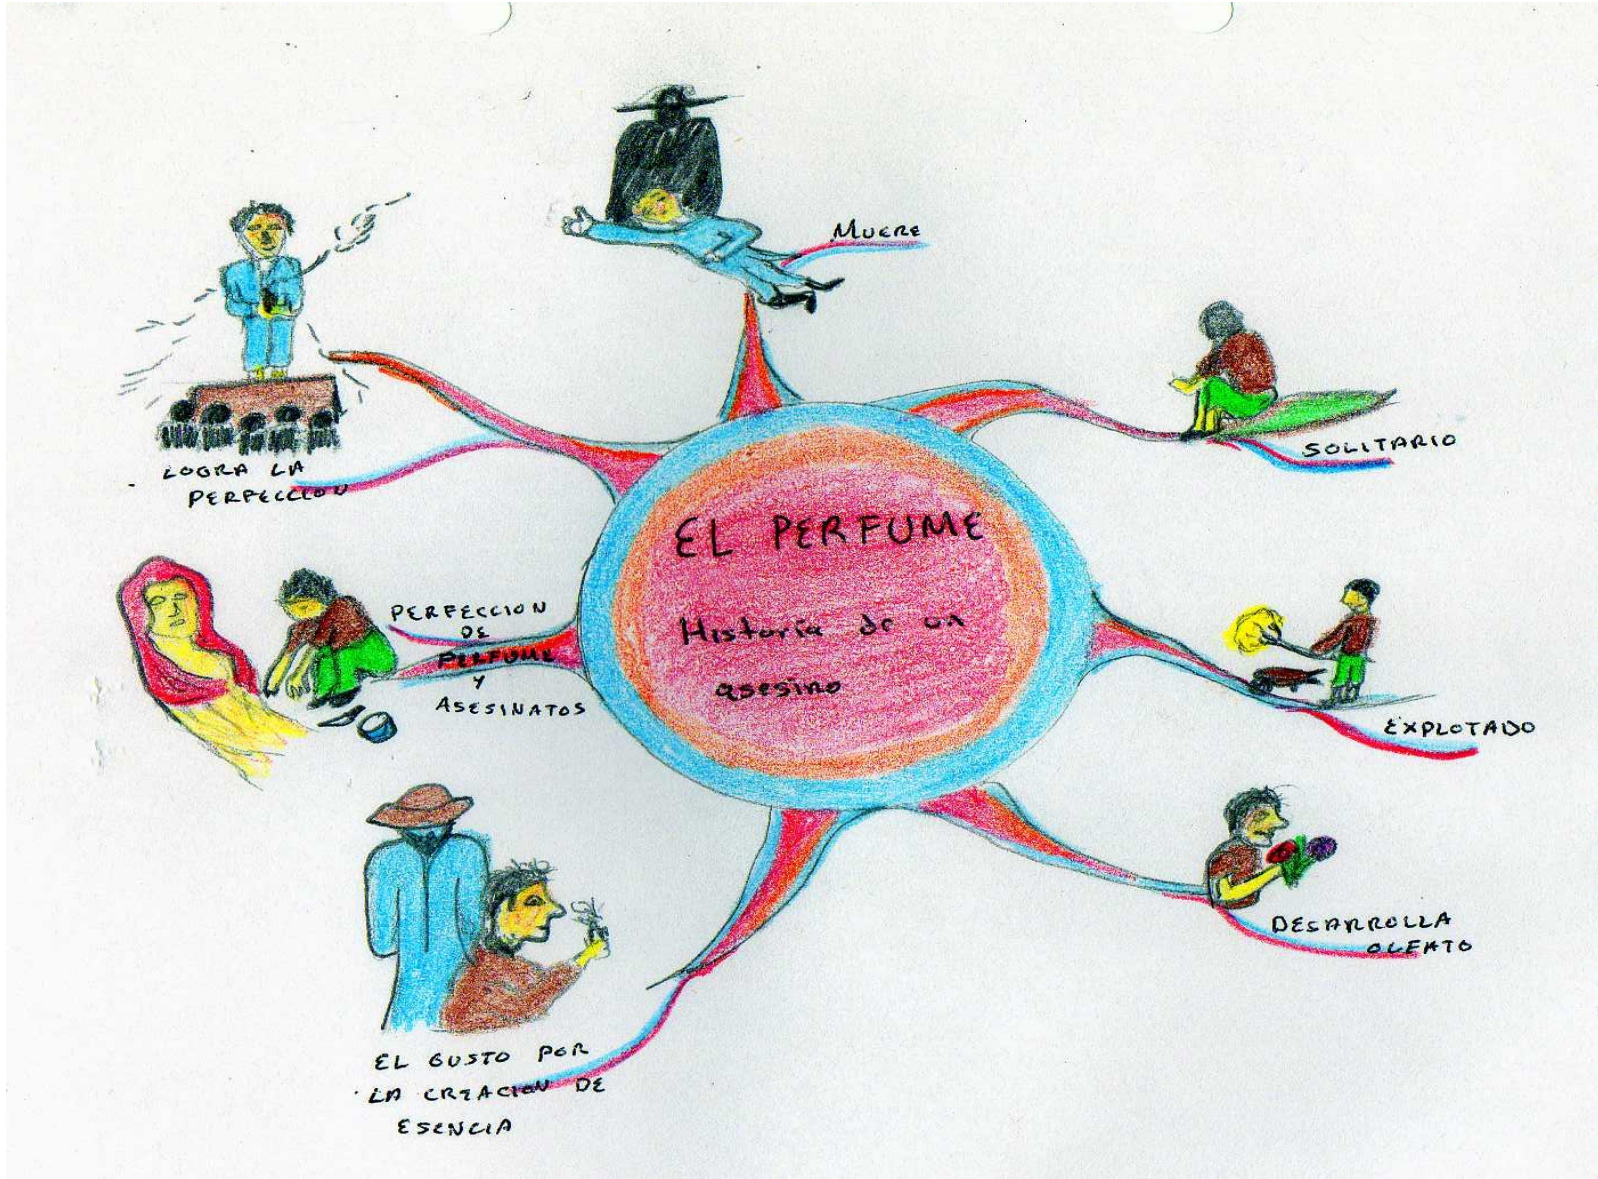 EL PERFUME
Historia de un
asesino
MUERE
SOLITARIO
EXPLOTADO
DESARROLLA
OLFATO
EL GUSTO POR
LA CREACION DE
ESENCIA
PERFECCION
DE
PERFUME
Y
ASESINATOS
LOGRA LA
PERFECCION